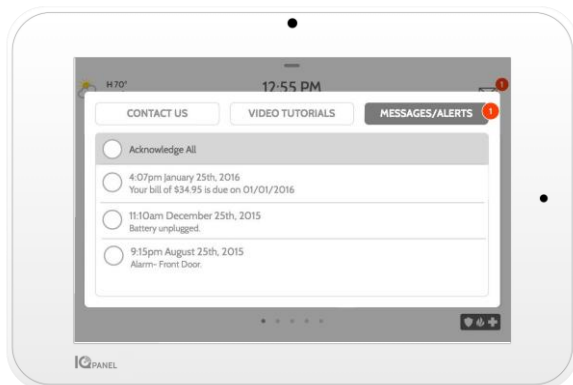 H 70°
12:55 PM
1
CONTACT US
VIDEO TUTORIALS
MESSAGES/ALERTS
1
Acknowledge All
4:07pm January 25th, 2016
Your bill of $34.95 is due on 01/01/2016
11:10am December 25th, 2015
Battery unplugged.
9:15pm August 25th, 2015
Alarm- Front Door.
IQ PANEL